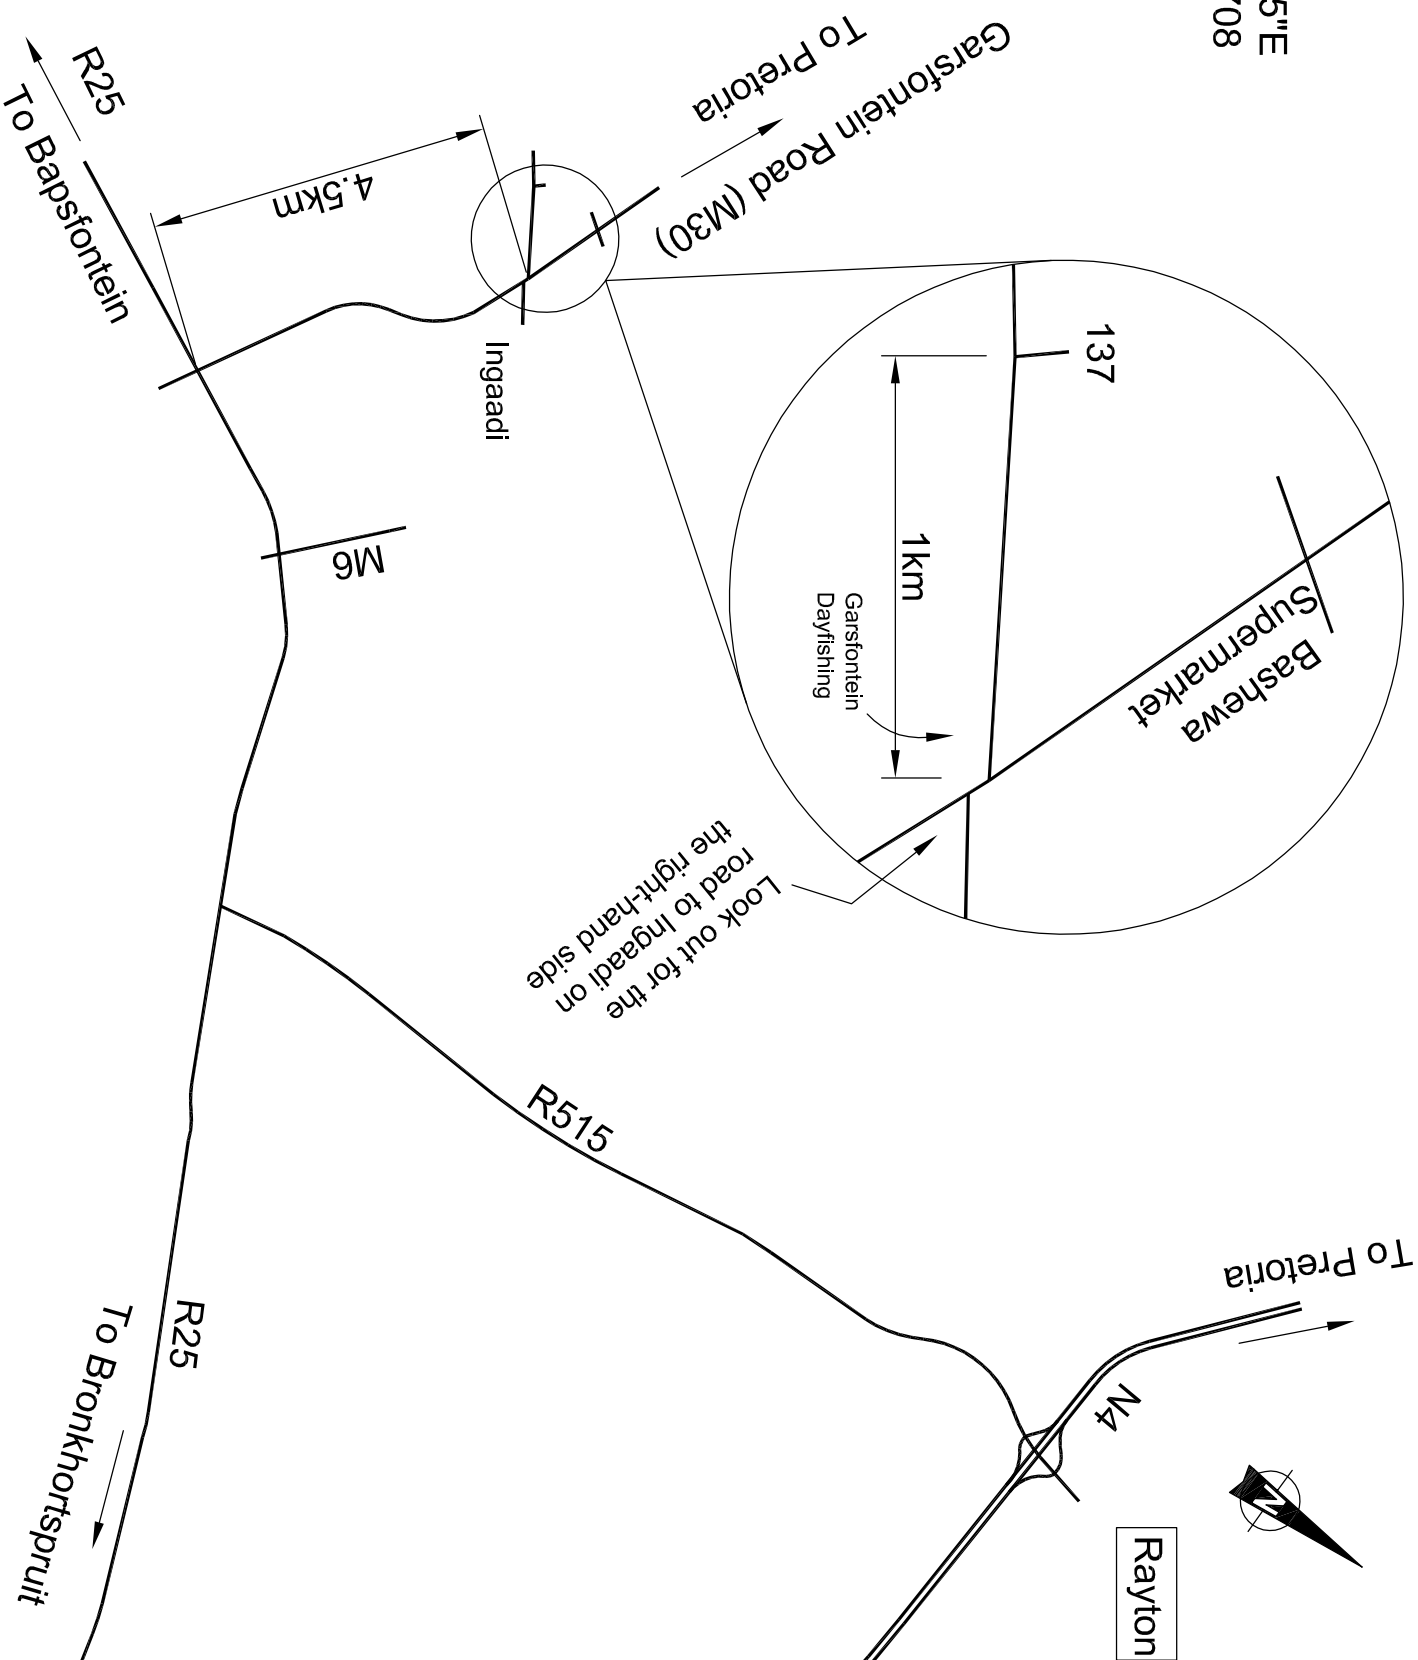 5"E
708
To Pretoria
Garsfontein Road (M30)
R25
To Bapsfontein
4.5km
Ingaadi
137
1km
Garsfontein
Dayfishing
Bashewa
Supermarket
Look out for the
road to Ingaadi on
the right-hand side
M6
R515
R25
To Bronkhortspruit
To Pretoria
N4
N
Rayton